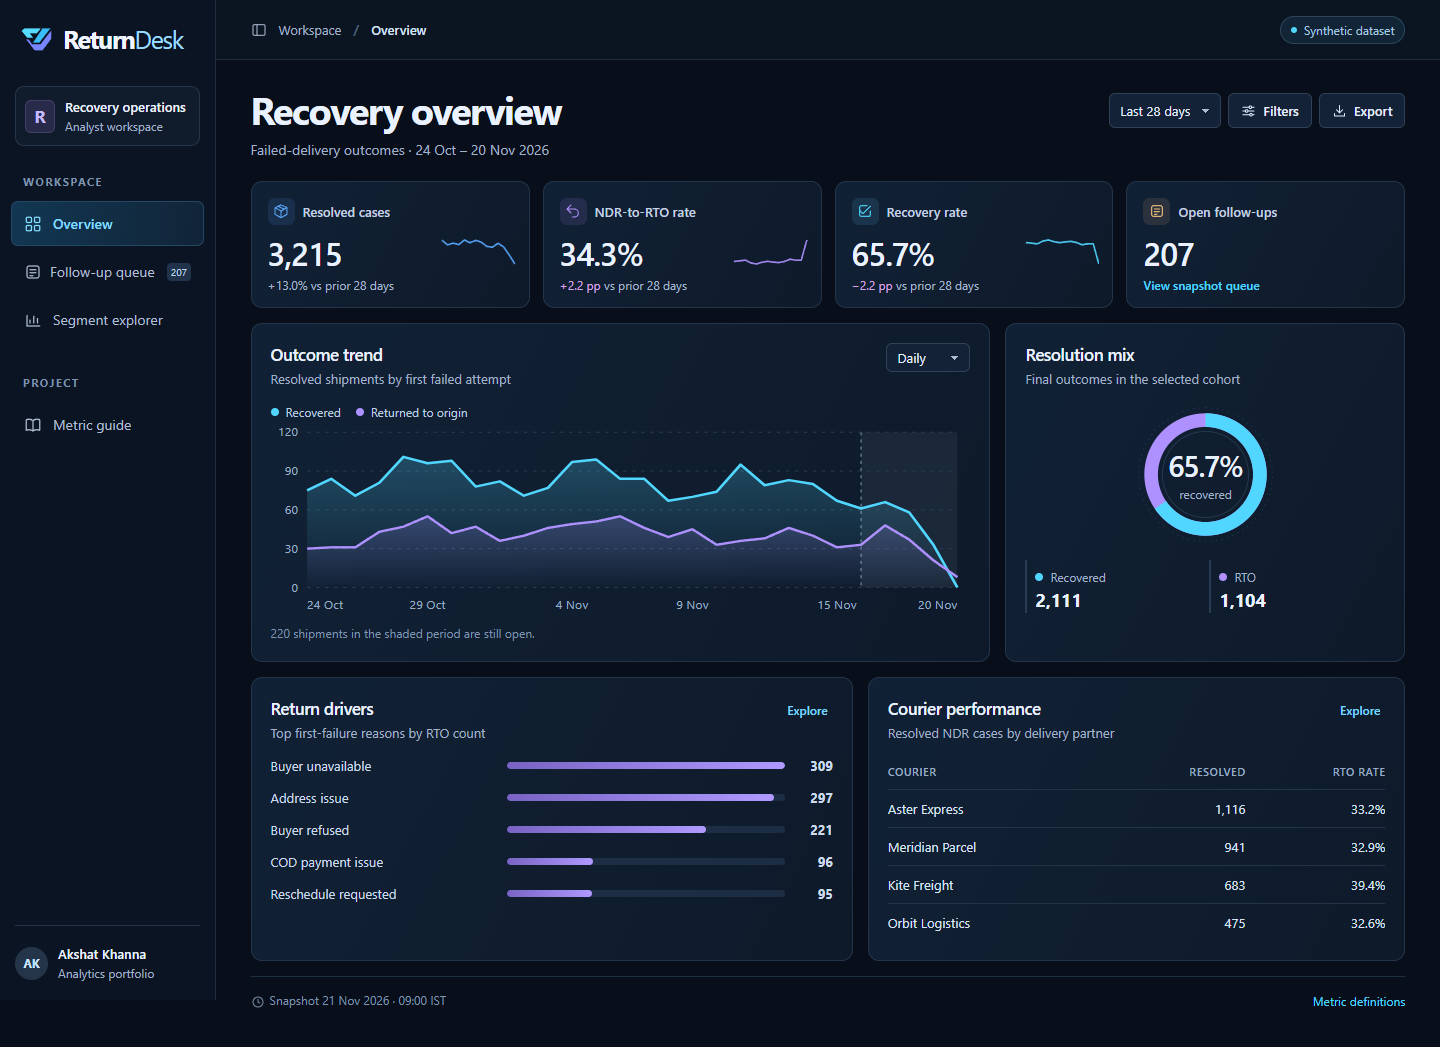 ReturnDesk
R
Recovery operations
Analyst workspace
WORKSPACE
Overview
Follow-up queue 207
Segment explorer
PROJECT
Metric guide
AK
Akshat Khanna
Analytics portfolio
Workspace / Overview
Synthetic dataset
Recovery overview
Failed-delivery outcomes · 24 Oct – 20 Nov 2026
Last 28 days
Filters
Export
Resolved cases
3,215
+13.0% vs prior 28 days
NDR-to-RTO rate
34.3%
+2.2 pp vs prior 28 days
Recovery rate
65.7%
−2.2 pp vs prior 28 days
Open follow-ups
207
View snapshot queue
Outcome trend
Resolved shipments by first failed attempt
Daily
Recovered
Returned to origin
120
90
60
30
0
24 Oct 29 Oct 4 Nov 9 Nov 15 Nov 20 Nov
220 shipments in the shaded period are still open.
Resolution mix
Final outcomes in the selected cohort
65.7%
recovered
Recovered
2,111
RTO
1,104
Return drivers
Explore
Top first-failure reasons by RTO count
Buyer unavailable 309
Address issue 297
Buyer refused 221
COD payment issue 96
Reschedule requested 95
Courier performance
Explore
Resolved NDR cases by delivery partner
COURIER RESOLVED RTO RATE
Aster Express 1,116 33.2%
Meridian Parcel 941 32.9%
Kite Freight 683 39.4%
Orbit Logistics 475 32.6%
Snapshot 21 Nov 2026 · 09:00 IST
Metric definitions